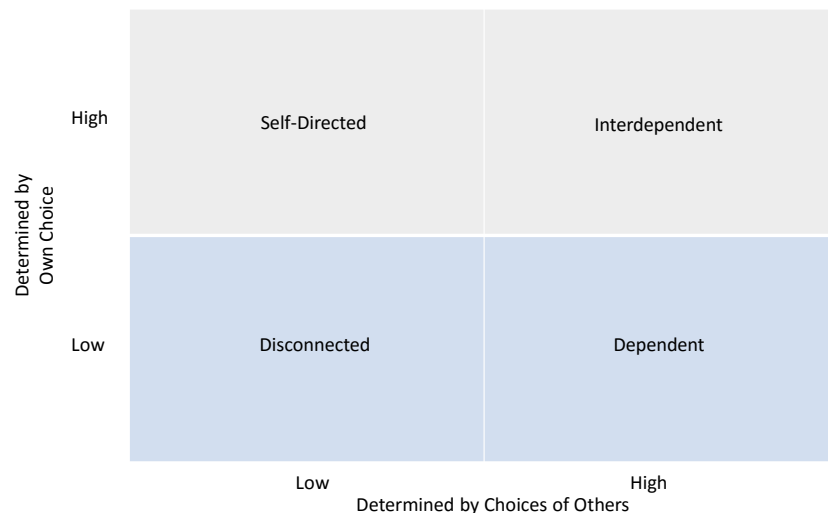 High
Self-Directed
Interdependent
Determined by
Own Choice
Low
Disconnected
Dependent
Low
High
Determined by Choices of Others